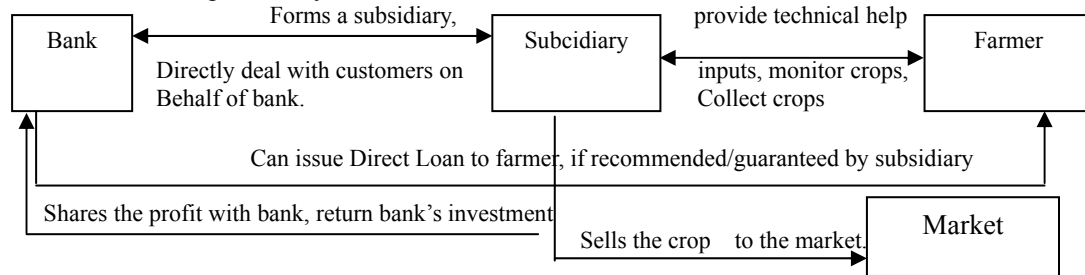 Forms a subsidiary,
provide technical help
Bank
Subcidiary
Farmer
Directly deal with customers on
Behalf of bank.
inputs, monitor crops,
Collect crops
Can issue Direct Loan to farmer, if recommended/guaranteed by subsidiary
Shares the profit with bank, return bank's investment
Market
Sells the crop to the market.